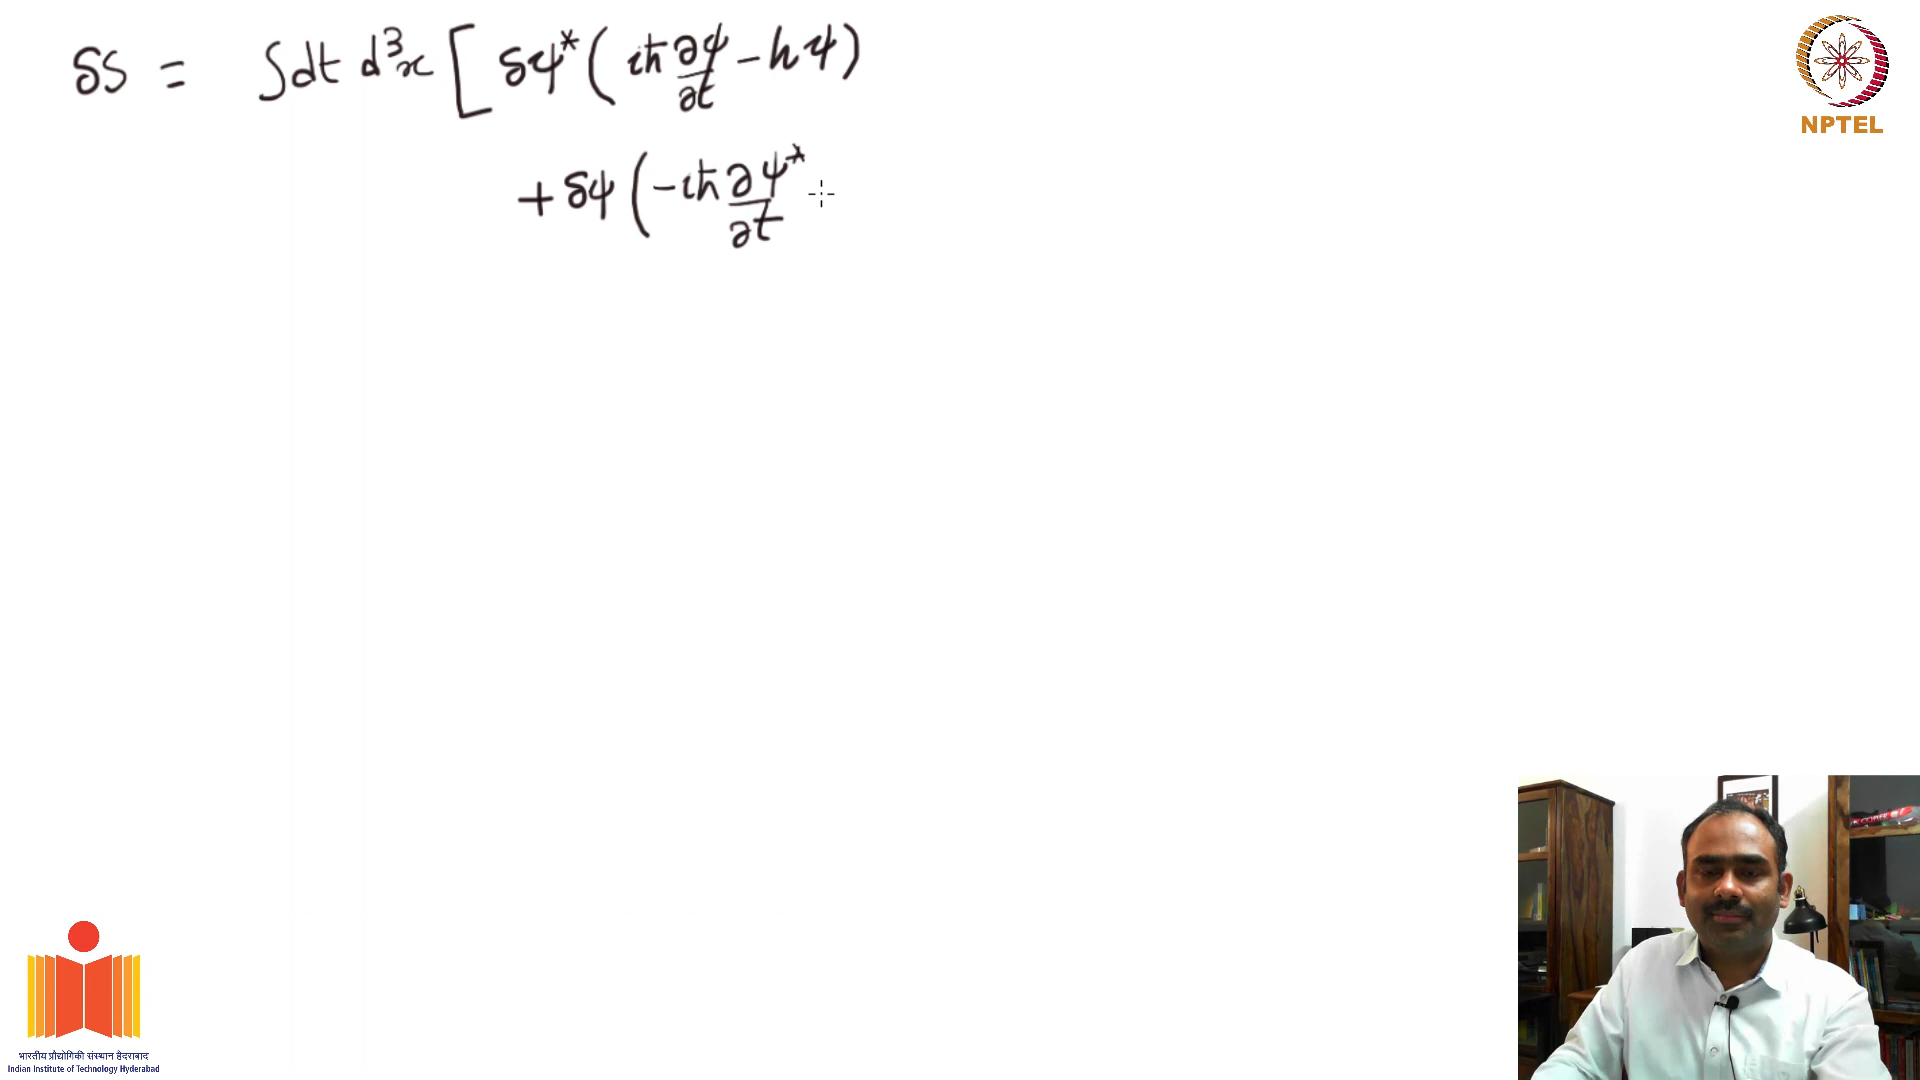 δS = ∫dt d³x [ δψ* ( iħ ∂ψ/∂t − hψ )
+ δψ ( −iħ ∂ψ*/∂t
NPTEL
भारतीय प्रौद्योगिकी संस्थान हैदराबाद
Indian Institute of Technology Hyderabad